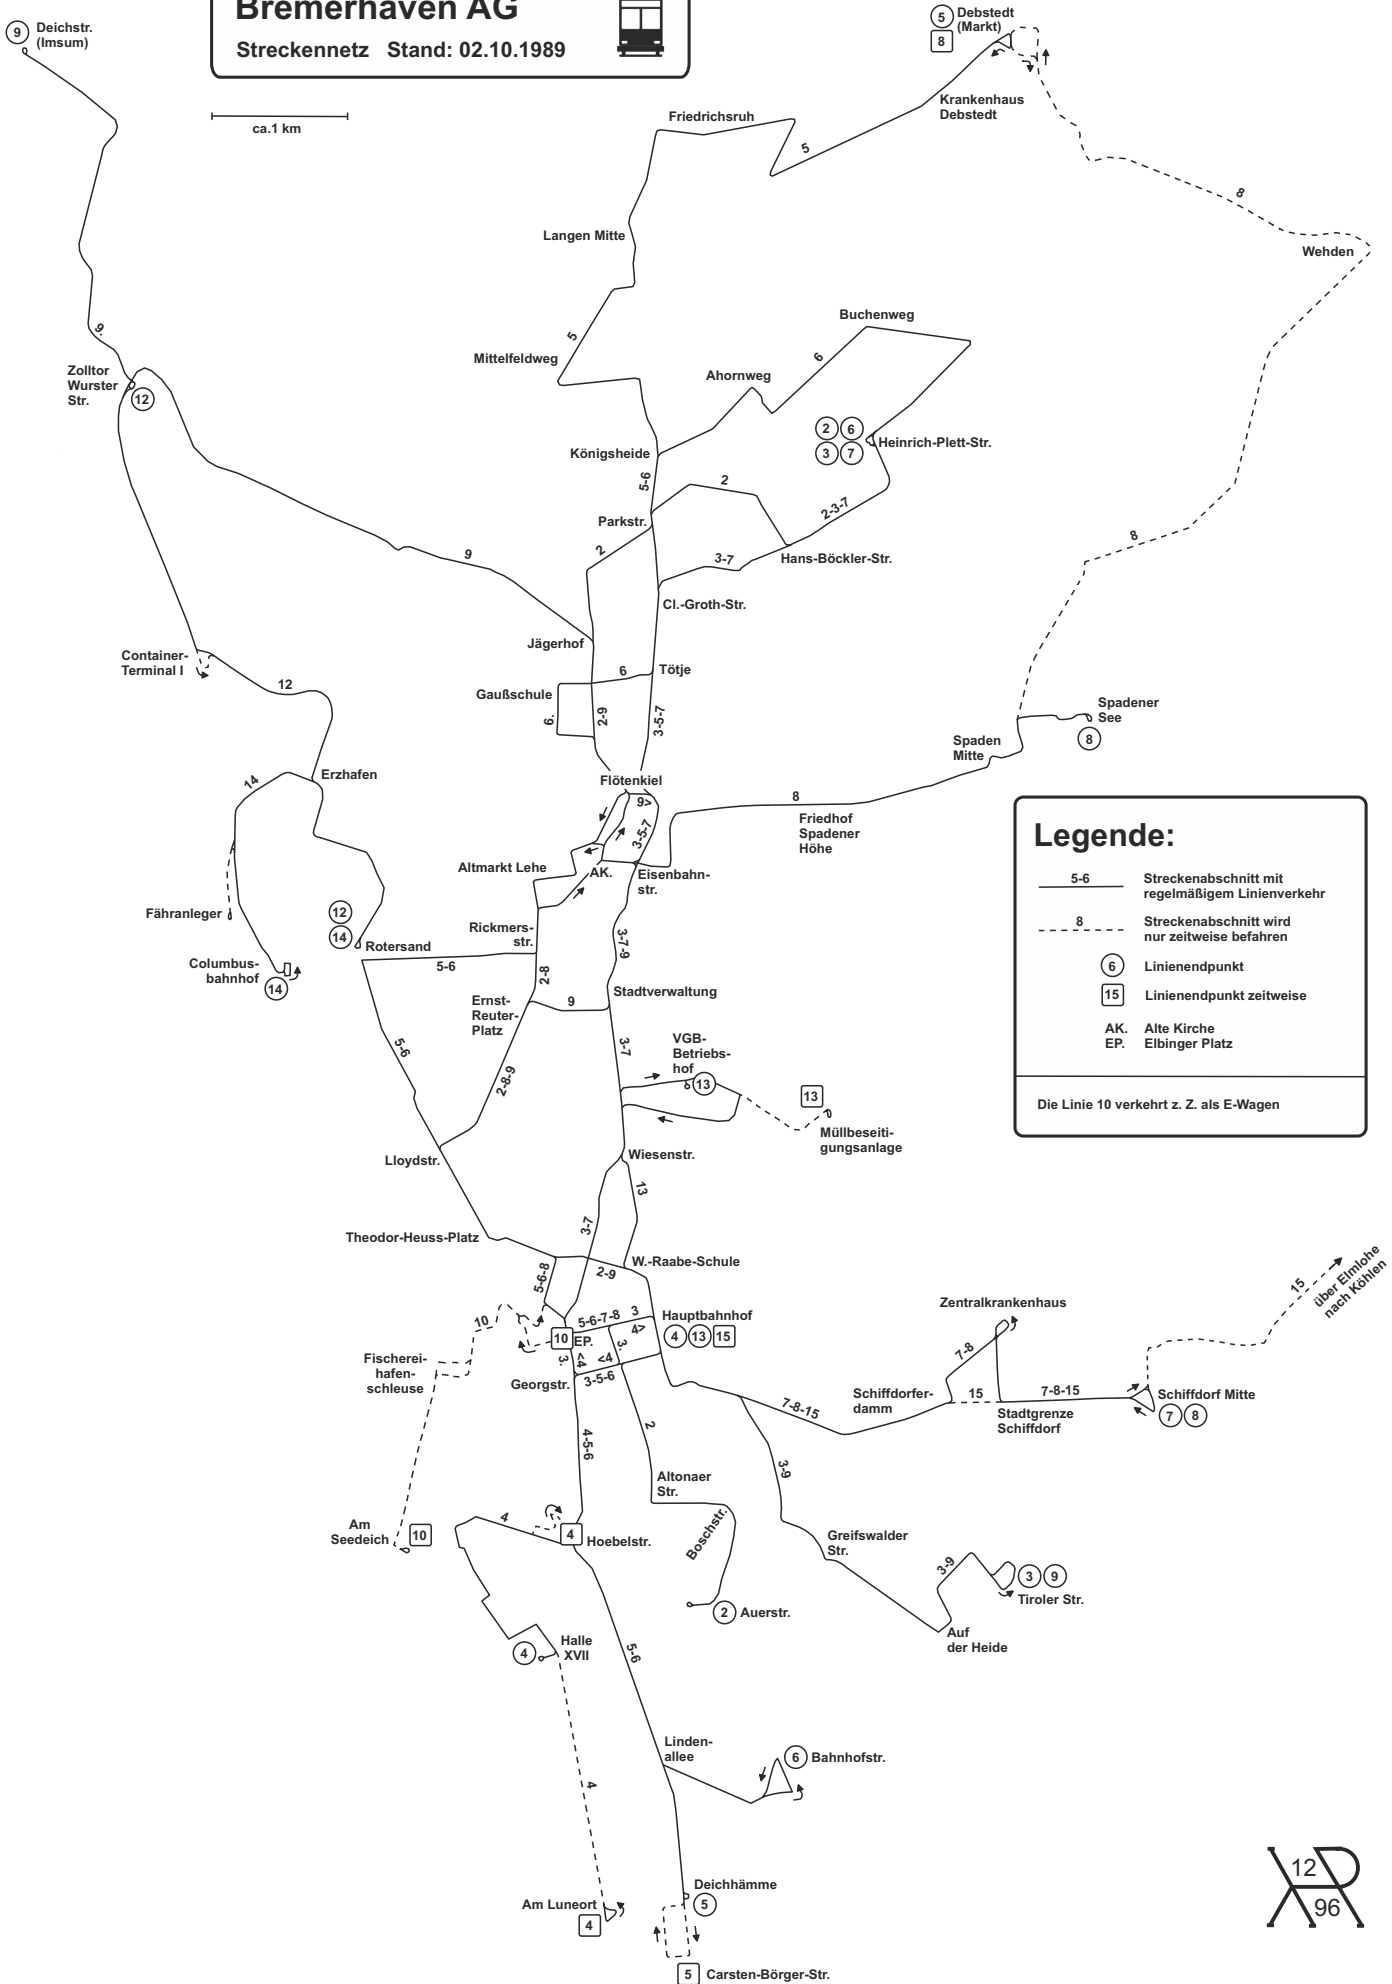 Bremerhaven AG
Streckennetz Stand: 02.10.1989
9 Deichstr.
(Imsum)
ca.1 km
5 Debstedt
(Markt)
8
Krankenhaus
Debstedt
Friedrichsruh
5
8
Langen Mitte
Wehden
5
Mittelfeldweg
Buchenweg
6
Ahornweg
9.
Zolltor
Wurster
Str.
12
2 6
3 7
Heinrich-Plett-Str.
Königsheide
5-6
2
2-3-7
Parkstr.
2
3-7
Hans-Böckler-Str.
8
9
Cl.-Groth-Str.
Jägerhof
Container-
Terminal I
12
6
Tötje
Gaußschule
6.
2-9
3-5-7
Spadener
See
8
Spaden
Mitte
Flötenkiel
14
Erzhafen
9>
3-5-7
8
Friedhof
Spadener
Höhe
Altmarkt Lehe
AK.
Eisenbahn-
str.
Fähranleger
12
14
Rotersand
Rickmers-
str.
3-7-9
5-6
2-8
Columbus-
bahnhof
14
Ernst-
Reuter-
Platz
9
Stadtverwaltung
5-6
2-8-9
3-7
VGB-
Betriebs-
hof
13
13
Müllbeseiti-
gungsanlage
Lloydstr.
Wiesenstr.
13
3-7
Theodor-Heuss-Platz
W.-Raabe-Schule
2-9
5-6-8
10
5-6-7-8 3
4>
Hauptbahnhof
4 13 15
10 EP.
3.
<4
<4
3.
Fischerei-
hafen-
schleuse
Georgstr.
3-5-6
Zentralkrankenhaus
7-8
15
über Elmlohe
nach Köhlen
Schiffdorfer-
damm
15
7-8-15
Stadtgrenze
Schiffdorf
Schiffdorf Mitte
7 8
7-8-15
4-5-6
2
3-9
Altonaer
Str.
Boschstr.
Am
Seedeich
10
4
4
Hoebelstr.
Greifswalder
Str.
3-9
3 9
Tiroler Str.
2 Auerstr.
Auf
der Heide
4
Halle
XVII
5-6
Linden-
allee
6 Bahnhofstr.
4
Deichhämme
5
Am Luneort
4
5 Carsten-Börger-Str.
Legende:
5-6
Streckenabschnitt mit
regelmäßigem Linienverkehr
8
Streckenabschnitt wird
nur zeitweise befahren
6 Linienendpunkt
15 Linienendpunkt zeitweise
AK. Alte Kirche
EP. Elbinger Platz
Die Linie 10 verkehrt z. Z. als E-Wagen
12
96